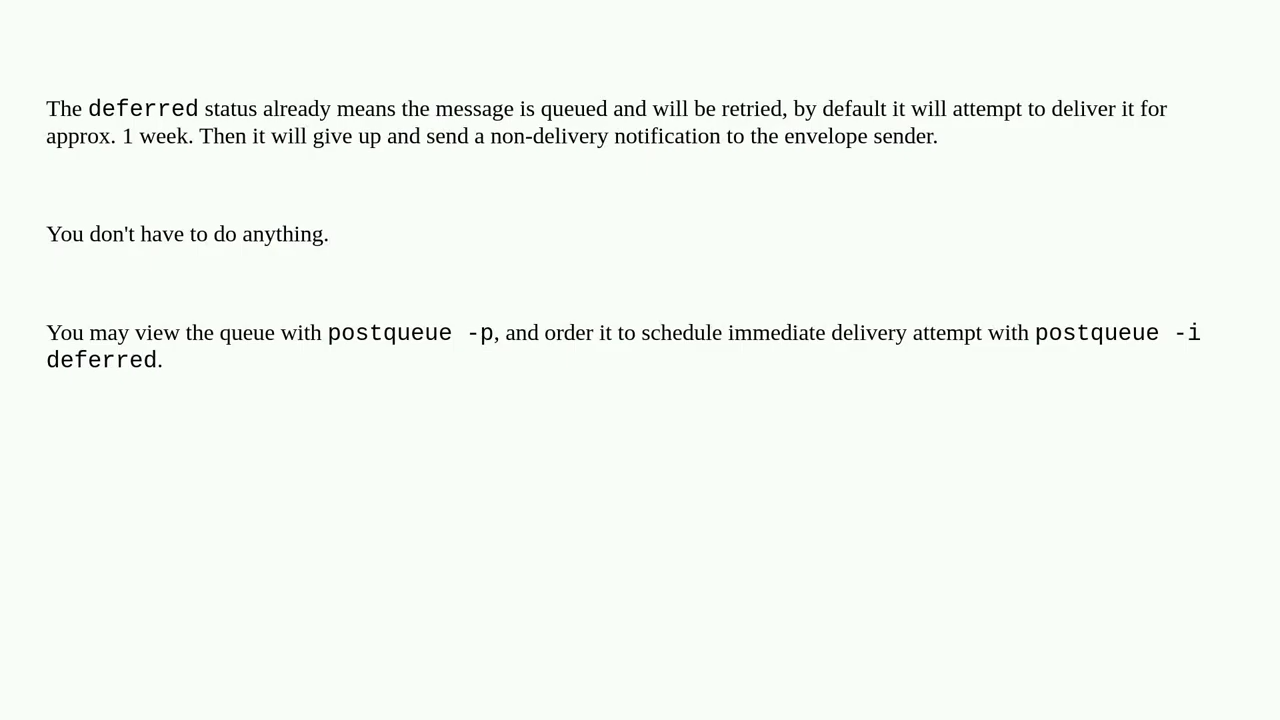 The deferred status already means the message is queued and will be retried, by default it will attempt to deliver it for
approx. 1 week. Then it will give up and send a non-delivery notification to the envelope sender.
You don't have to do anything.
You may view the queue with postqueue -p, and order it to schedule immediate delivery attempt with postqueue -i
deferred.